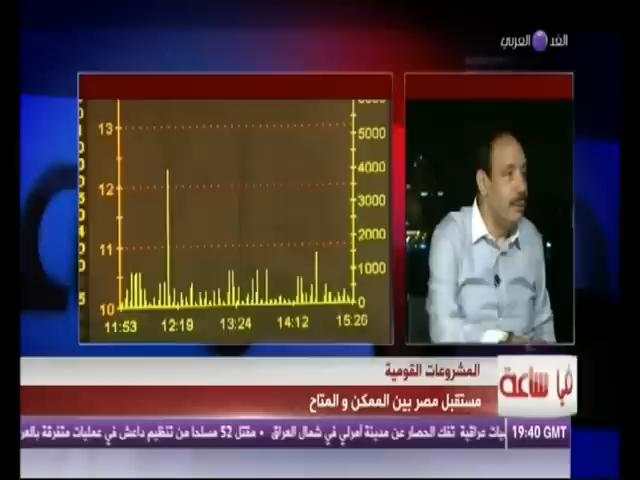 الغد العربي
13
12
11
10
5000
4000
3000
2000
1000
0
11:53 12:19 13:24 14:12 15:26
المشروعات القومية
في ساعة
مستقبل مصر بين الممكن و المتاح
19:40 GMT
عراقية تفك الحصار عن مدينة آمرلي في شمال العراق • مقتل 52 مسلحا من تنظيم داعش في عمليات متفرقة